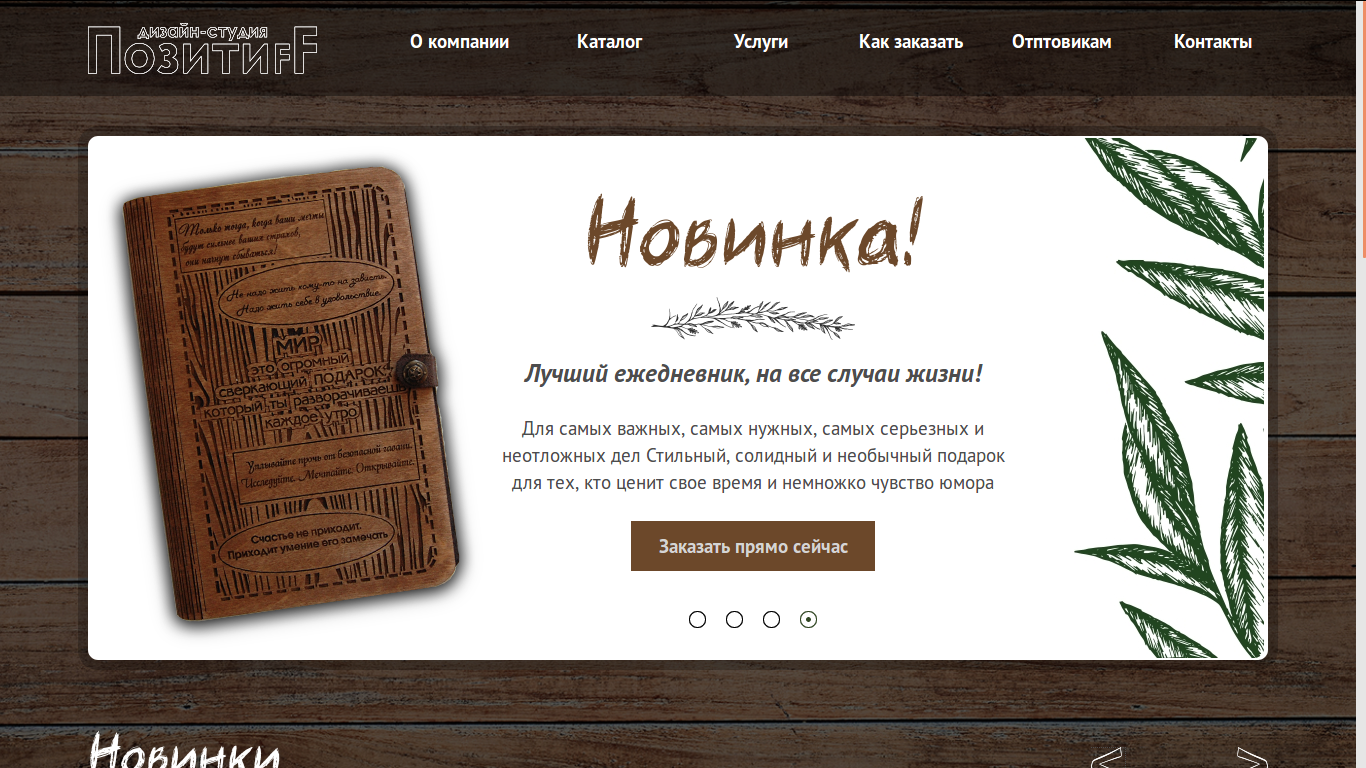 дизайн-студия
ПозитиFF
О компании
Каталог
Услуги
Как заказать
Отптовикам
Контакты
Только тогда, когда ваши мечты
будут сильнее ваших страхов,
они начнут сбываться!
Не надо жить кому-то на зависть.
Надо жить себе в удовольствие.
МИР
это огромный
сверкающий ПОДАРОК
который ты разворачиваешь
каждое утро
Уплывайте прочь от безопасной гавани.
Исследуйте. Мечтайте. Открывайте.
Счастье не приходит.
Приходит умение его замечать
Новинка!
Лучший ежедневник, на все случаи жизни!
Для самых важных, самых нужных, самых серьезных и
неотложных дел Стильный, солидный и необычный подарок
для тех, кто ценит свое время и немножко чувство юмора
Заказать прямо сейчас
Новинки